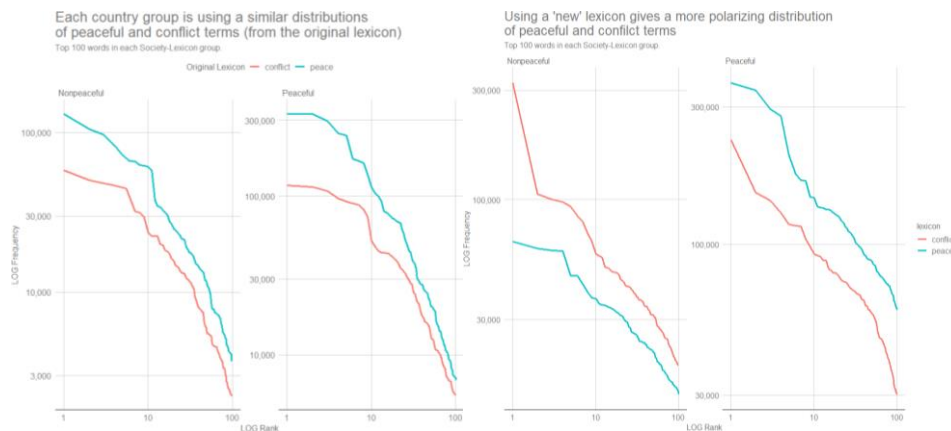 Each country group is using a similar distributions
of peaceful and conflict terms (from the original lexicon)
Top 100 words in each Society-Lexicon group.
Original Lexicon conflict peace
Nonpeaceful
Peaceful
100,000
30,000
10,000
3,000
300,000
100,000
30,000
10,000
LOG Frequency
1
10
100
1
10
100
LOG Rank
Using a 'new' lexicon gives a more polarizing distribution
of peaceful and confilct terms
Top 100 words in each Society-Lexicon group.
Nonpeaceful
Peaceful
300,000
100,000
30,000
300,000
100,000
30,000
LOG Frequency
1
10
100
1
10
100
LOG Rank
lexicon
peace